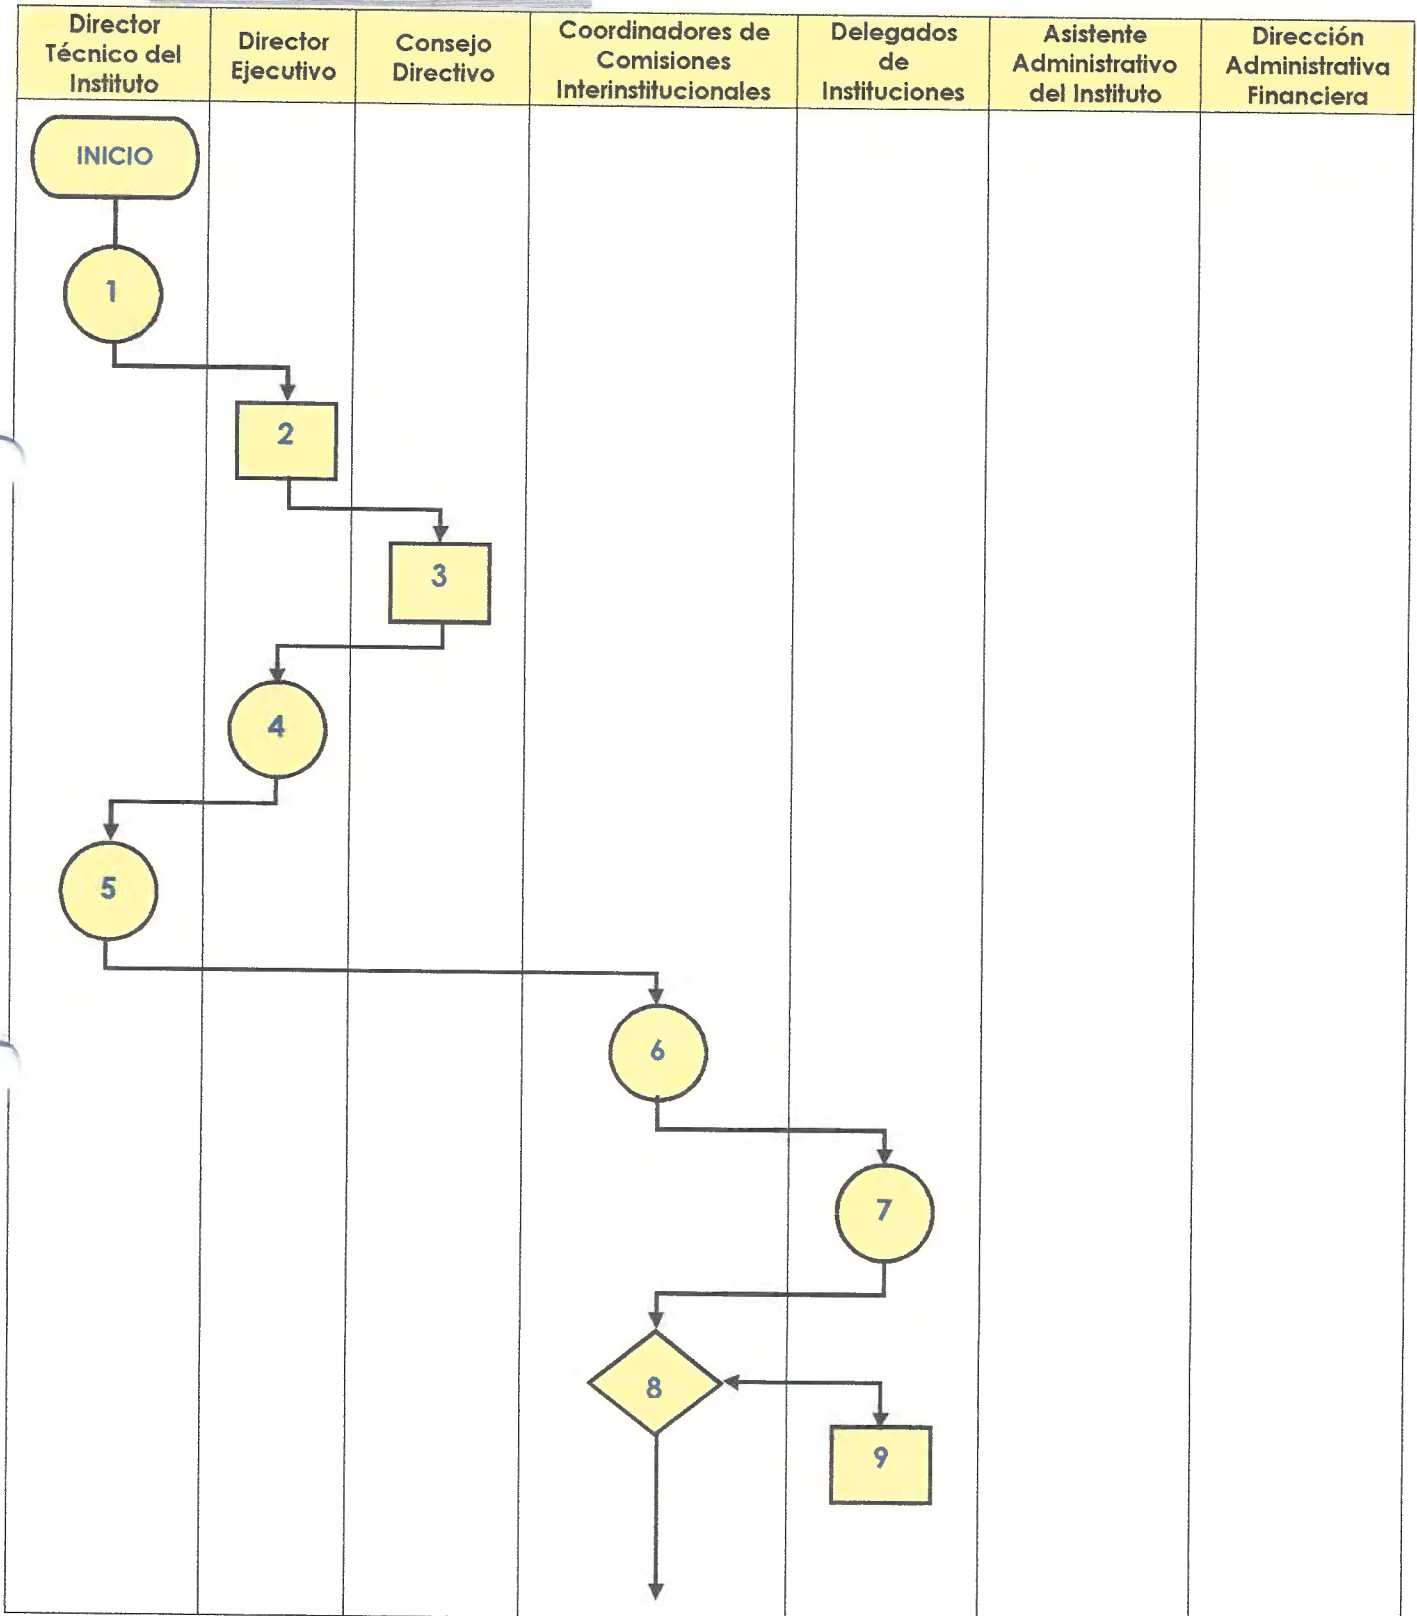 Director
Técnico del
Instituto
Director
Ejecutivo
Consejo
Directivo
Coordinadores de
Comisiones
Interinstitucionales
Delegados
de
Instituciones
Asistente
Administrativo
del Instituto
Dirección
Administrativa
Financiera
INICIO
1
2
3
4
5
6
7
8
9